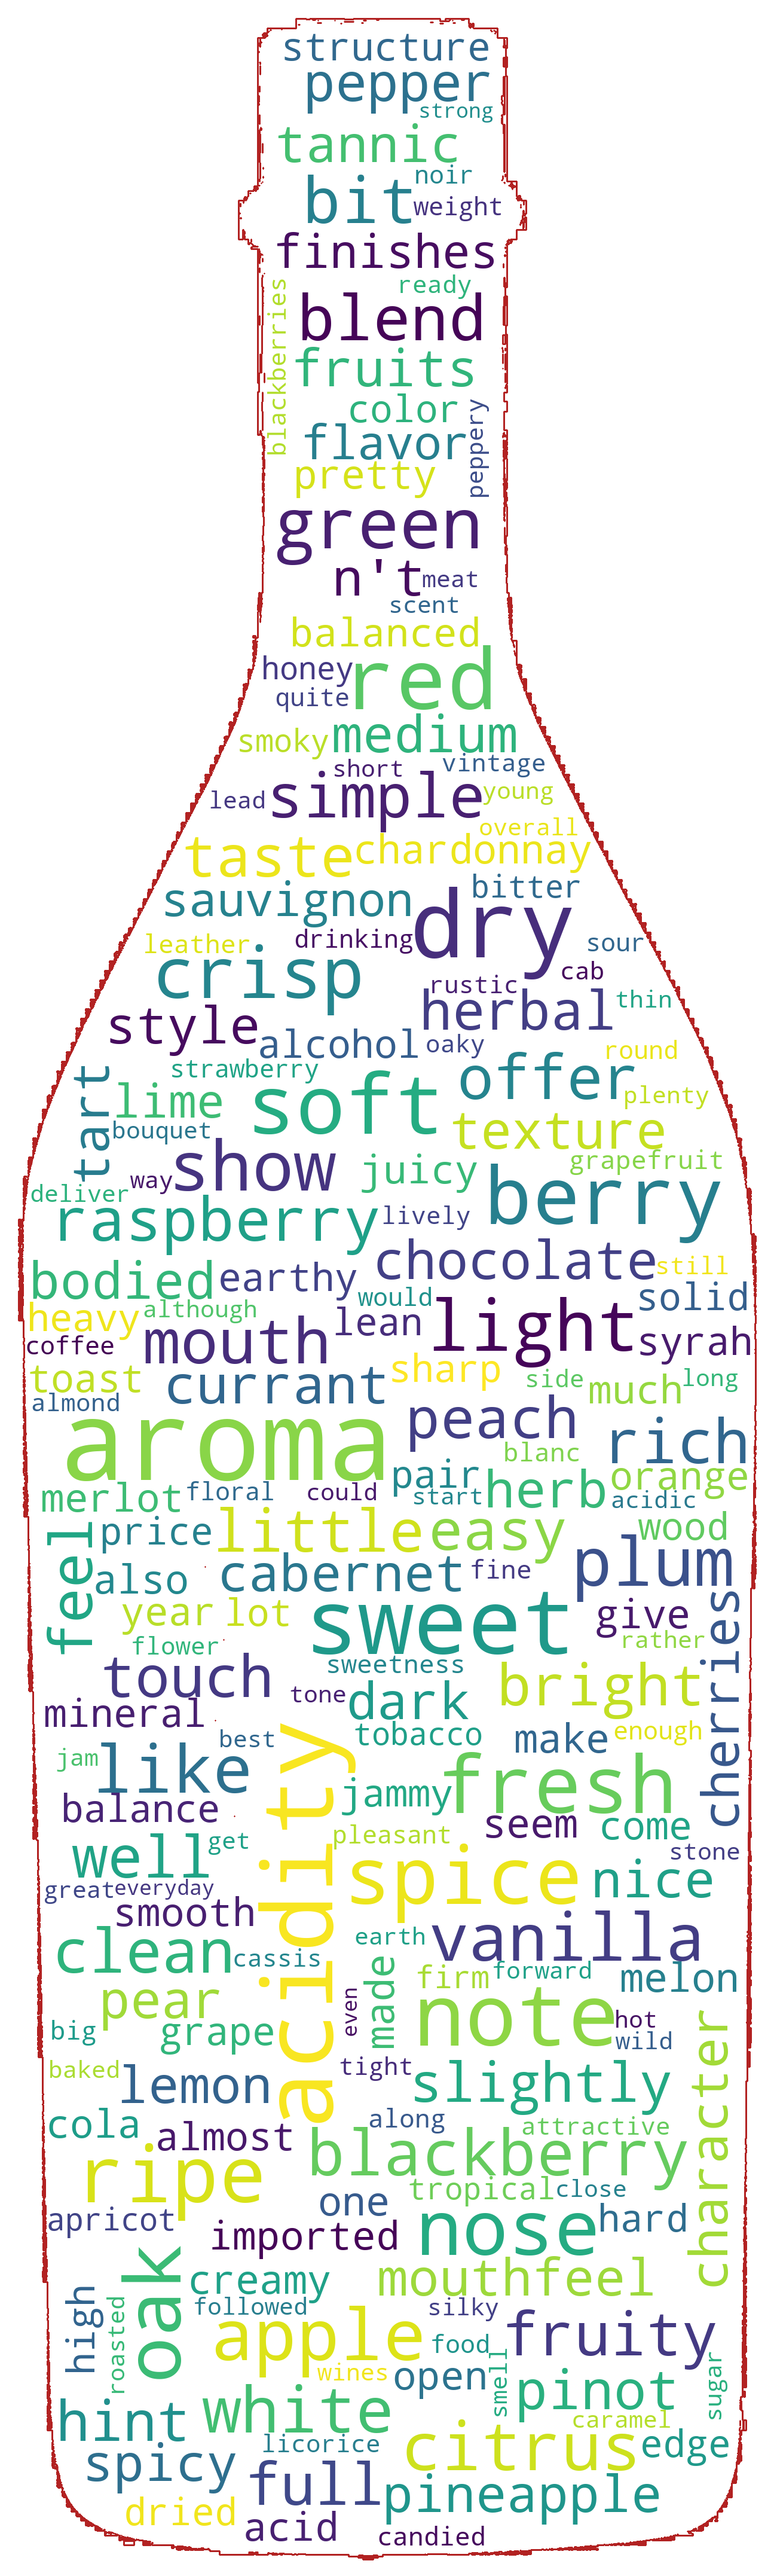 structure
pepper
strong
tannic
noir
bit
weight
finishes
ready
blackberries
blend
fruits
color
peppery
flavor
pretty
green
n't
meat
scent
balanced
honey
red
quite
smoky
medium
short
vintage
lead
simple
young
overall
taste
chardonnay
sauvignon
bitter
dry
leather
drinking
sour
crisp
rustic
cab
herbal
thin
style
alcohol
oaky
round
strawberry
offer
plenty
tart
lime
soft
bouquet
texture
show
juicy
grapefruit
way
deliver
berry
raspberry
lively
chocolate
still
bodied
earthy
would
solid
heavy
although
lean
light
coffee
mouth
syrah
toast
currant
sharp
side
much
long
almond
aroma
peach
rich
blanc
pair
orange
merlot
floral
could
start
herb
acidic
feel
price
little
easy
wood
also
cabernet
fine
plum
year
lot
sweet
give
cherries
flower
rather
touch
sweetness
bright
mineral
tone
dark
best
tobacco
make
enough
jam
like
acidity
jammy
fresh
balance
seem
come
well
get
pleasant
stone
great
everyday
spice
nice
smooth
clean
cassis
earth
vanilla
pear
made
firm
forward
melon
big
grape
even
note
hot
wild
baked
lemon
tight
slightly
character
cola
almost
along
attractive
ripe
blackberry
tropical
close
apricot
one
hard
imported
nose
oak
creamy
mouthfeel
high
roasted
followed
silky
apple
food
fruity
wines
open
smell
pinot
sugar
hint
white
caramel
licorice
citrus
edge
spicy
full
pineapple
dried
acid
candied